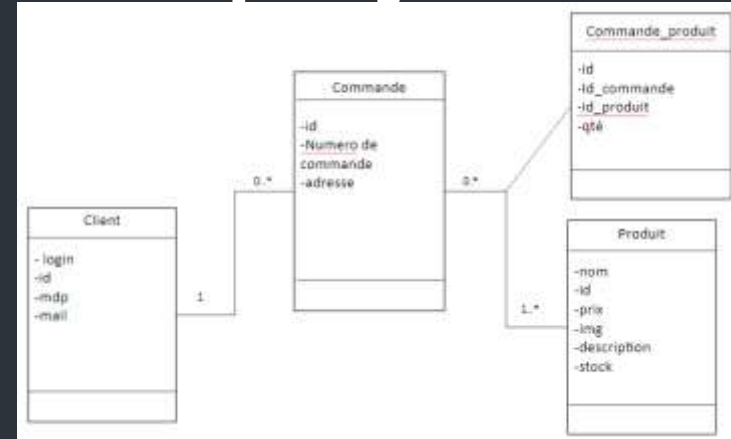 Commande_produit
-id
-id_commande
-id_produit
-qté
Commande
-id
-Numero de
commande
-adresse
0..*
0.*
Client
- login
-id
-mdp
-mail
1
1..*
Produit
-nom
-id
-prix
-img
-description
-stock